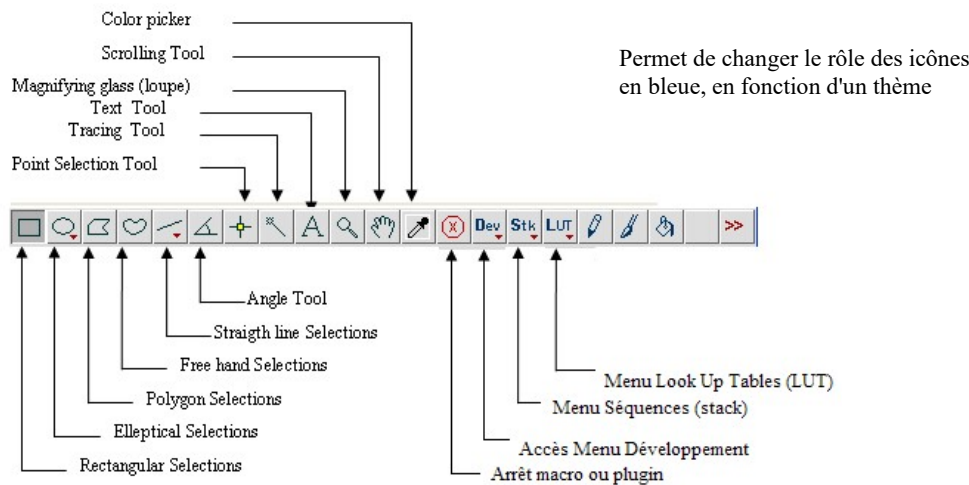 Color picker
Scrolling Tool
Permet de changer le rôle des icônes
en bleue, en fonction d'un thème
Magnifying glass (loupe)
Text Tool
Tracing Tool
Point Selection Tool
A
Dev
Stk
LUT
>>
Angle Tool
Straigth line Selections
Free hand Selections
Polygon Selections
Elleptical Selections
Rectangular Selections
Menu Look Up Tables (LUT)
Menu Séquences (stack)
Accès Menu Développement
Arrêt macro ou plugin